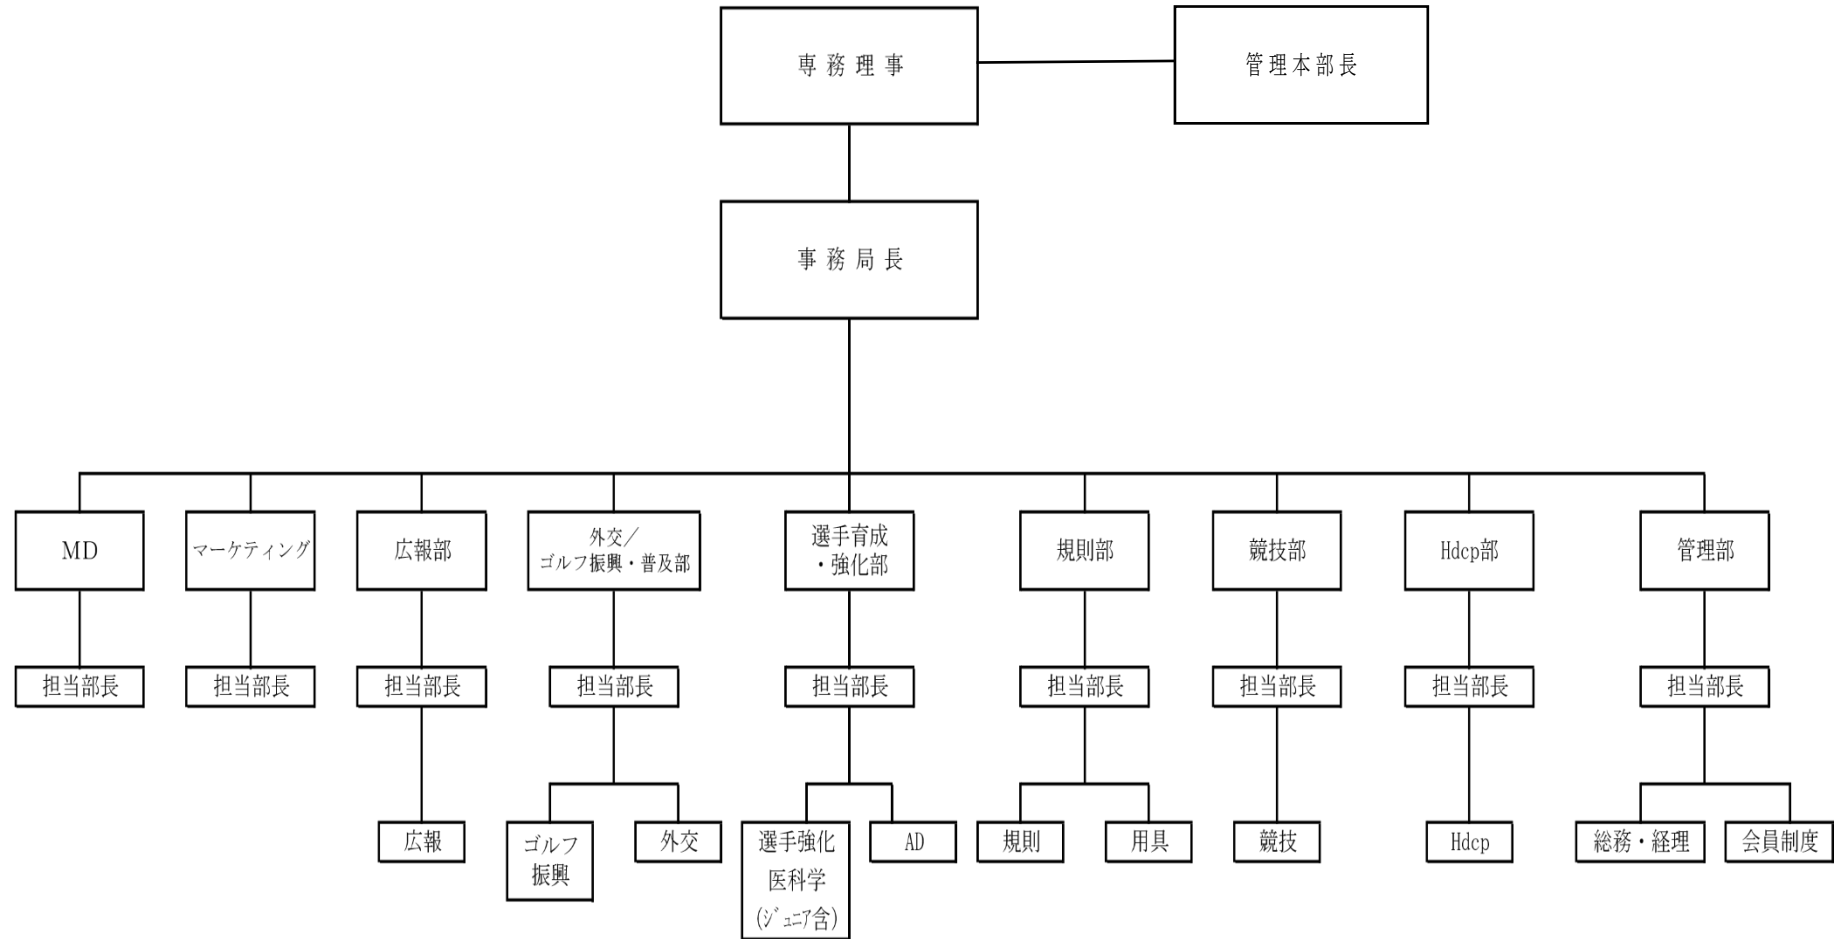 専務理事
管理本部長
事務局長
MD
マーケティング
広報部
外交／
ゴルフ振興・普及部
選手育成
・強化部
規則部
競技部
Hdcp部
管理部
担当部長
担当部長
担当部長
担当部長
担当部長
担当部長
担当部長
担当部長
担当部長
広報
ゴルフ
振興
外交
選手強化
医科学
(ｼﾞｭﾆｱ含)
AD
規則
用具
競技
Hdcp
総務・経理
会員制度